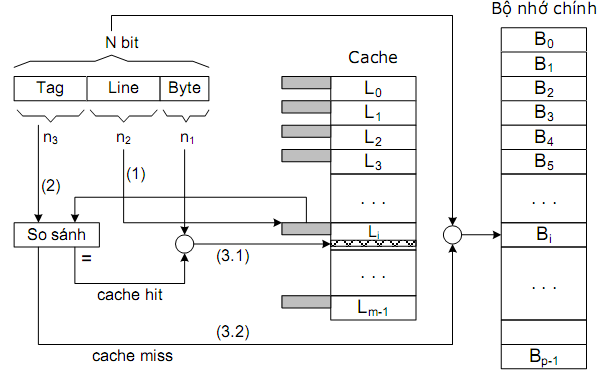 Bộ nhớ chính
N bit
Cache
Tag Line Byte
n3 n2 n1
(2)
(1)
So sánh
=
(3.1)
cache hit
(3.2)
cache miss
L0
L1
L2
L3
. . .
Li
. . .
Lm-1
B0
B1
B2
B3
B4
B5
. . .
Bi
. . .
Bp-1